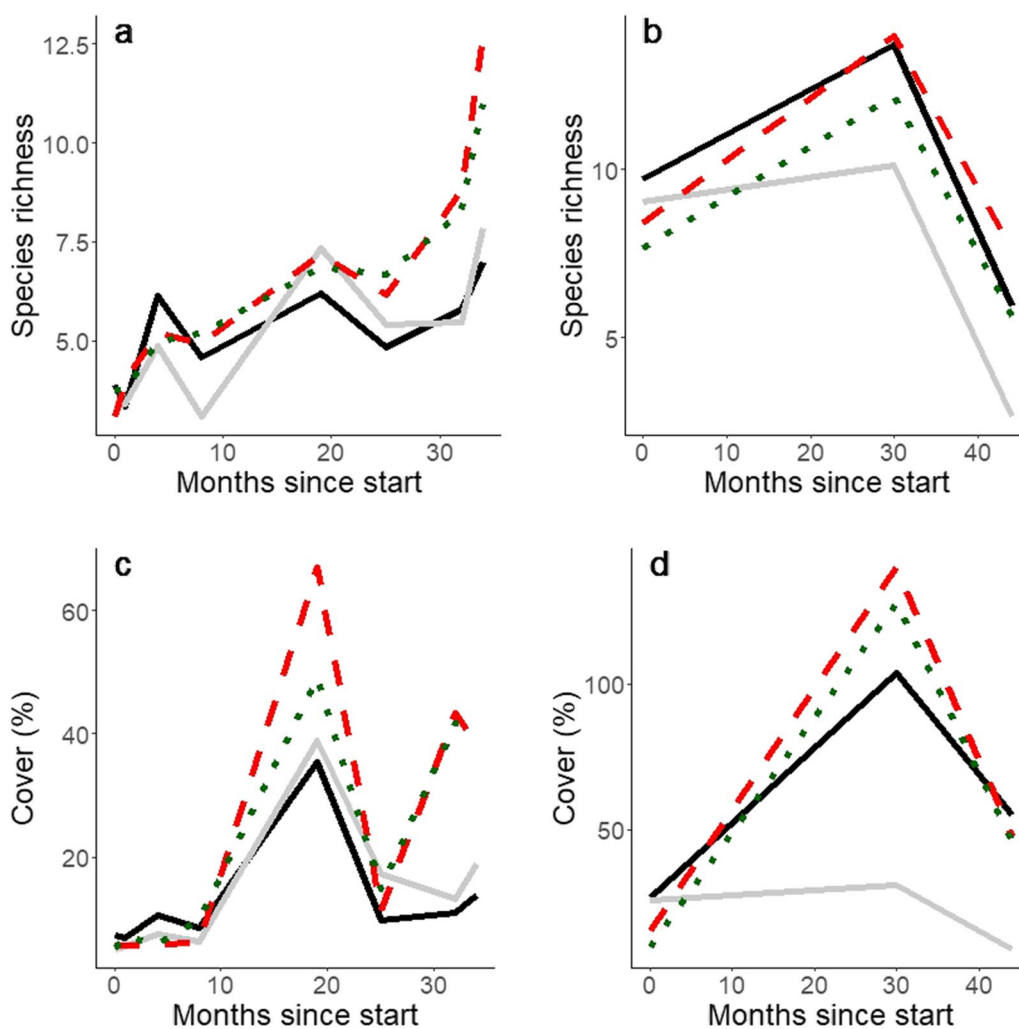 a
12.5
10.0
7.5
5.0
Species richness
0 10 20 30
Months since start
b
10
5
Species richness
0 10 20 30 40
Months since start
c
60
40
20
Cover (%)
0 10 20 30
Months since start
d
100
50
Cover (%)
0 10 20 30 40
Months since start